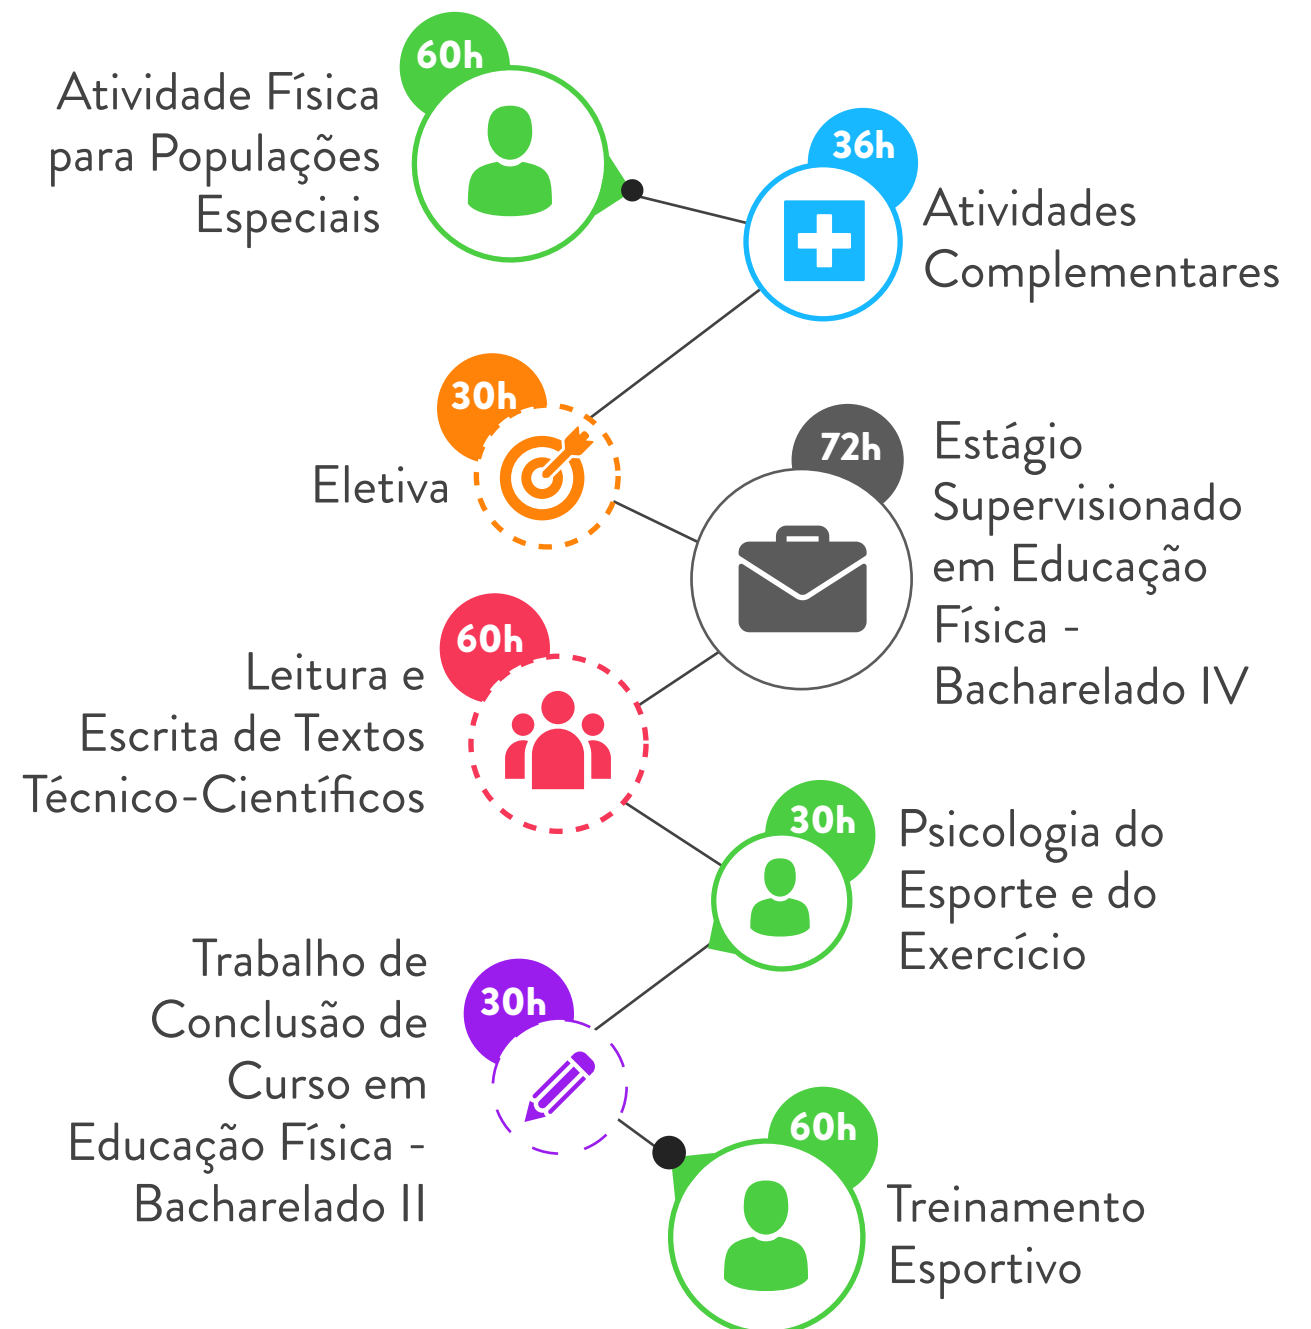 60h
Atividade Física
para Populações
Especiais
36h
Atividades
Complementares
30h
Eletiva
72h
Estágio
Supervisionado
em Educação
Física -
Bacharelado IV
60h
Leitura e
Escrita de Textos
Técnico-Científicos
30h
Psicologia do
Esporte e do
Exercício
30h
Trabalho de
Conclusão de
Curso em
Educação Física -
Bacharelado II
60h
Treinamento
Esportivo